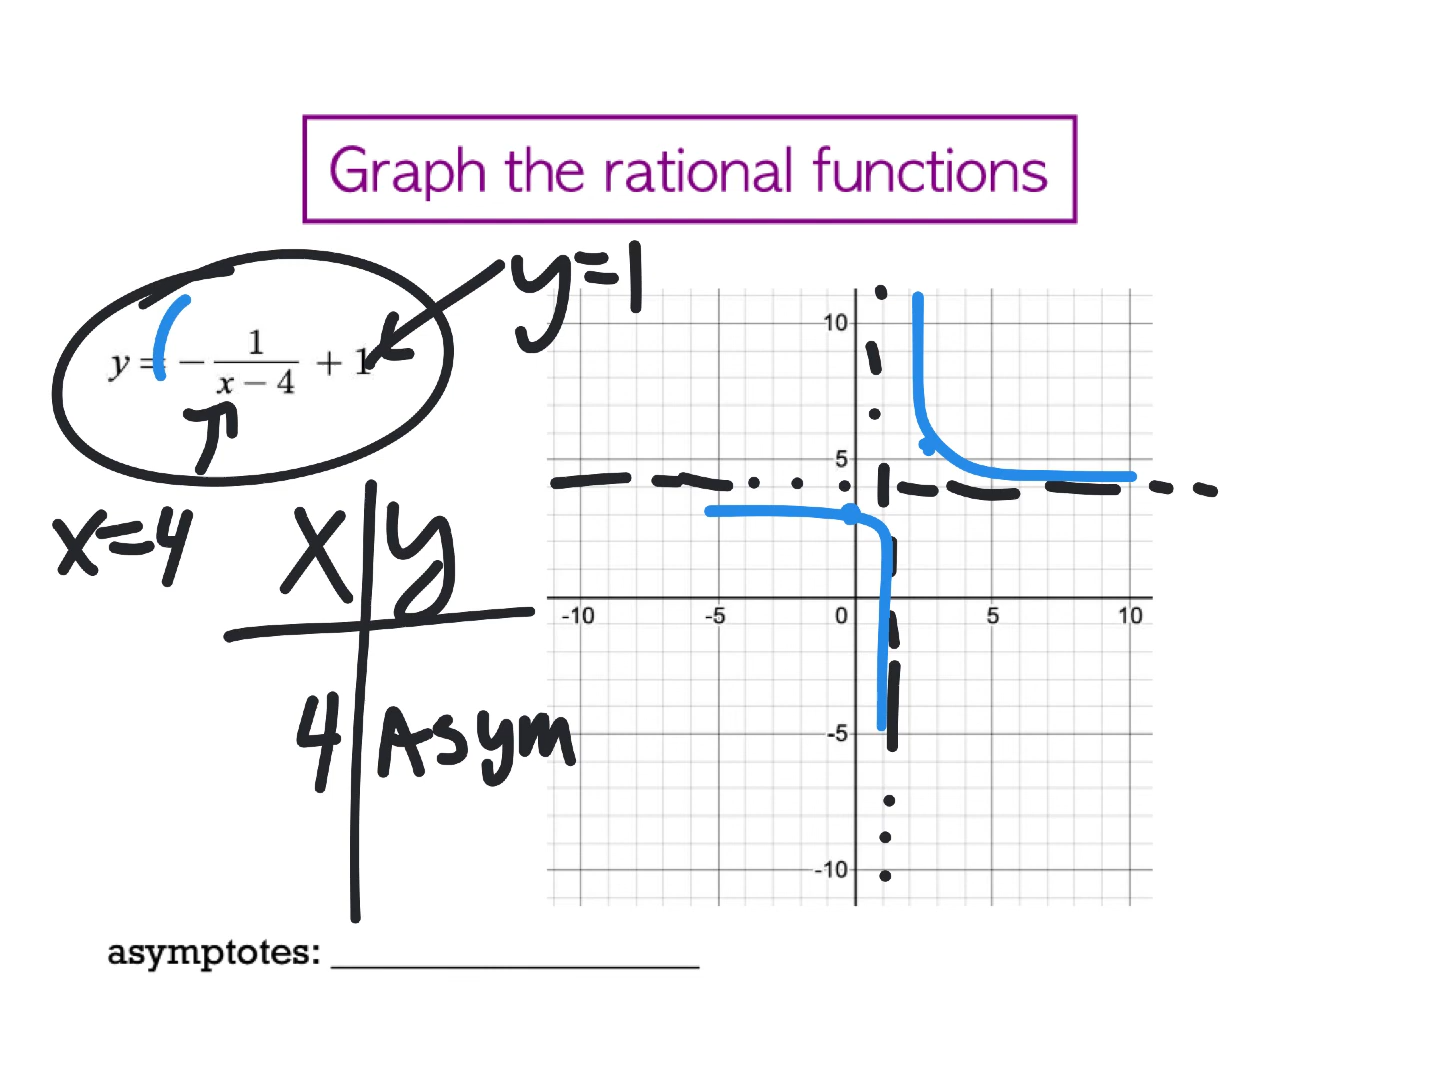 Graph the rational functions
y=1
y = - 1/(x - 4) + 1
x=4
x y
4 Asym
10
5
-10 -5 0 5 10
-5
-10
asymptotes: ____________________